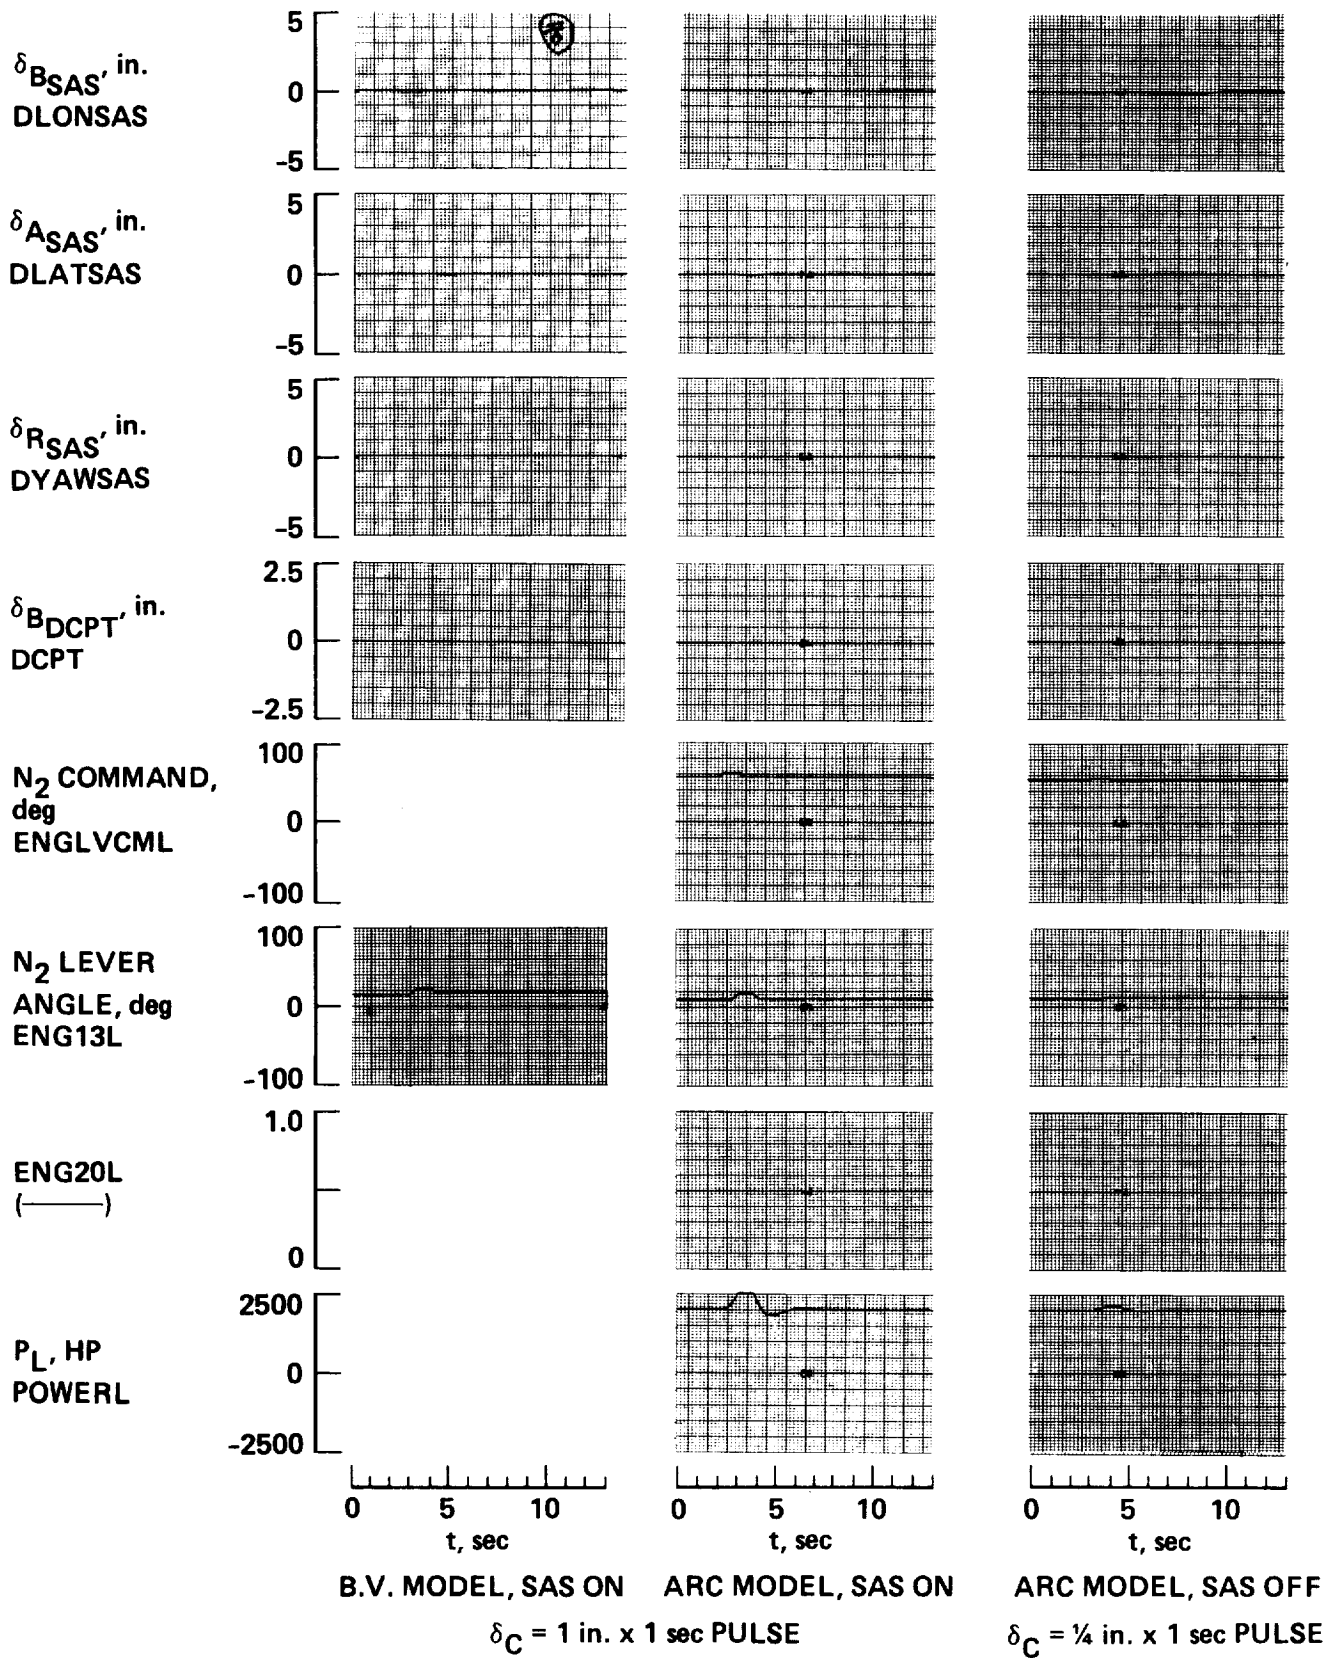 δBSAS, in.
DLONSAS
5
0
-5
δASAS, in.
DLATSAS
5
0
-5
δRSAS, in.
DYAWSAS
5
0
-5
δBDCPT, in.
DCPT
2.5
0
-2.5
N2 COMMAND,
deg
ENGLVCML
100
0
-100
N2 LEVER
ANGLE, deg
ENG13L
100
0
-100
ENG20L
(———)
1.0
0
PL, HP
POWERL
2500
0
-2500
0 5 10
t, sec
0 5 10
t, sec
0 5 10
t, sec
B.V. MODEL, SAS ON
ARC MODEL, SAS ON
ARC MODEL, SAS OFF
δC = 1 in. x 1 sec PULSE
δC = ¼ in. x 1 sec PULSE